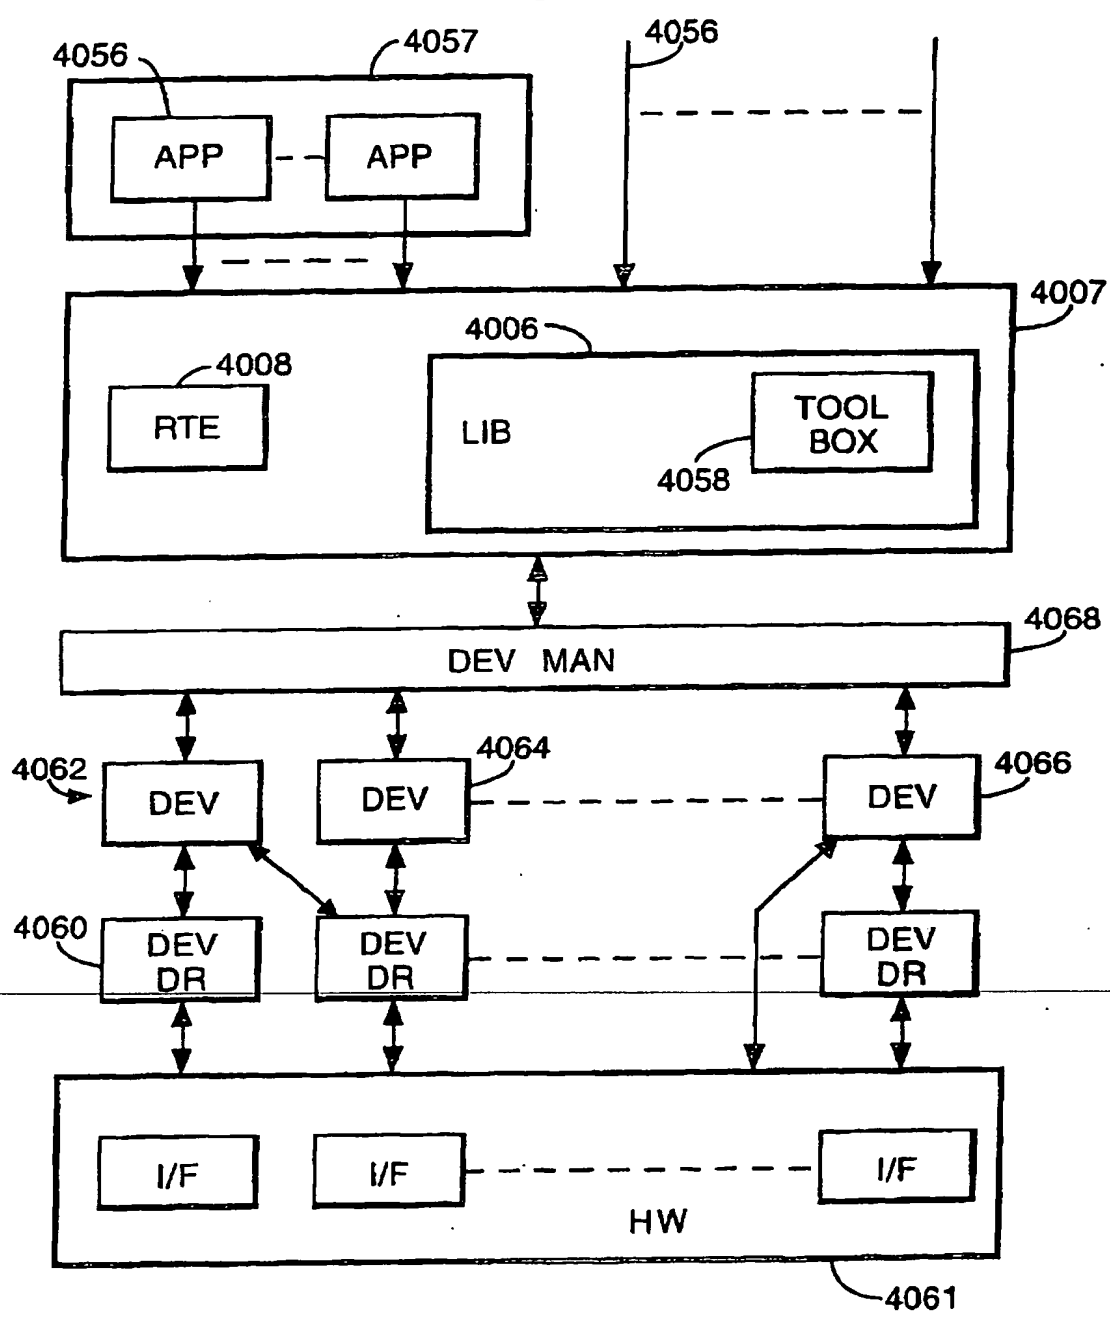 4056
4057
4056
APP
APP
4007
4006
4008
RTE
LIB
TOOL
BOX
4058
4068
DEV MAN
4062
4064
4066
DEV
DEV
DEV
4060
DEV
DR
DEV
DR
DEV
DR
I/F
I/F
I/F
HW
4061